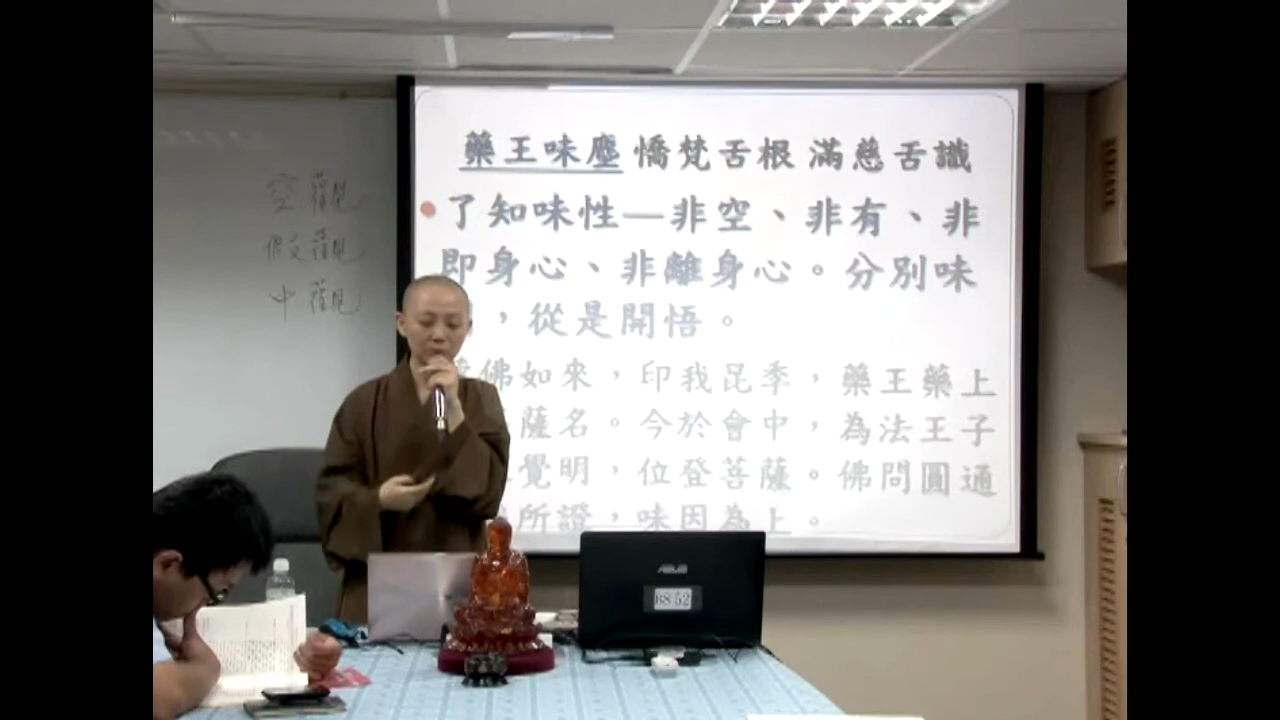 藥王味塵 憍梵舌根 滿慈舌識
了知味性—非空、非有、非
即身心、非離身心。分別味
，從是開悟。
佛如來，印我昆季，藥王藥上
薩名。今於會中，為法王子
覺明，位登菩薩。佛問圓通
所證，味因為上。
空觀
假交觀
中觀
ASUS
B852